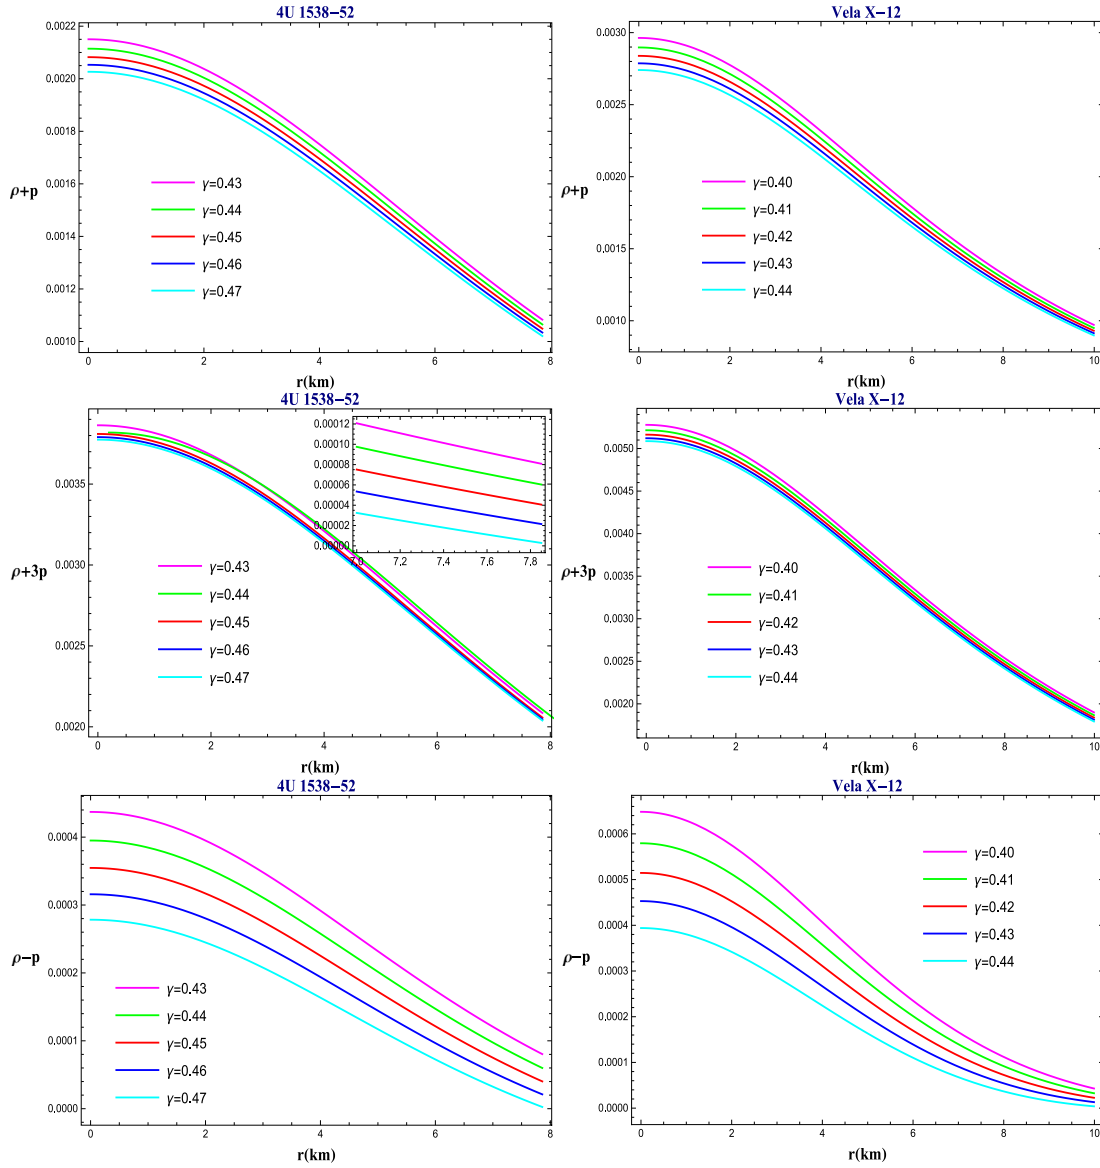 4U 1538−52
0.0022
0.0020
0.0018
0.0016
0.0014
0.0012
0.0010
ρ+p
γ=0.43
γ=0.44
γ=0.45
γ=0.46
γ=0.47
0 2 4 6 8
r(km)
Vela X−12
0.0030
0.0025
0.0020
0.0015
0.0010
ρ+p
γ=0.40
γ=0.41
γ=0.42
γ=0.43
γ=0.44
0 2 4 6 8 10
r(km)
4U 1538−52
0.0035
0.0030
0.0025
0.0020
ρ+3p
γ=0.43
γ=0.44
γ=0.45
γ=0.46
γ=0.47
0.00012
0.00010
0.00008
0.00006
0.00004
0.00002
0.00000
7.0 7.2 7.4 7.6 7.8
0 2 4 6 8
r(km)
Vela X−12
0.0050
0.0045
0.0040
0.0035
0.0030
0.0025
0.0020
ρ+3p
γ=0.40
γ=0.41
γ=0.42
γ=0.43
γ=0.44
0 2 4 6 8 10
r(km)
4U 1538−52
0.0004
0.0003
0.0002
0.0001
0.0000
ρ−p
γ=0.43
γ=0.44
γ=0.45
γ=0.46
γ=0.47
0 2 4 6 8
r(km)
Vela X−12
0.0006
0.0005
0.0004
0.0003
0.0002
0.0001
0.0000
ρ−p
γ=0.40
γ=0.41
γ=0.42
γ=0.43
γ=0.44
0 2 4 6 8 10
r(km)